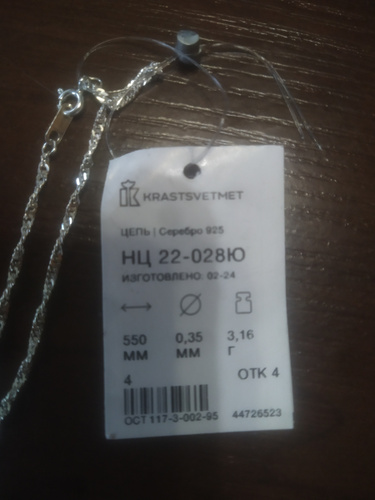 KRASTSVETMET
ЦЕПЬ | Серебро 925
НЦ 22-028Ю
ИЗГОТОВЛЕНО: 02-24
550 ММ
0,35 ММ
3,16 Г
4
ОТК 4
ОСТ 117-3-002-95
44726523